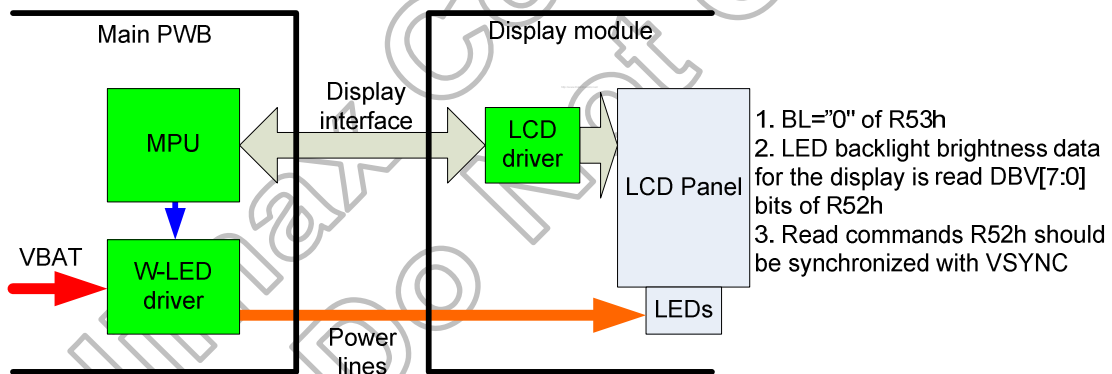 Main PWB
Display module
Display
interface
MPU
LCD
driver
LCD Panel
1. BL="0" of R53h
2. LED backlight brightness data
for the display is read DBV[7:0]
bits of R52h
3. Read commands R52h should
be synchronized with VSYNC
VBAT
W-LED
driver
LEDs
Power
lines